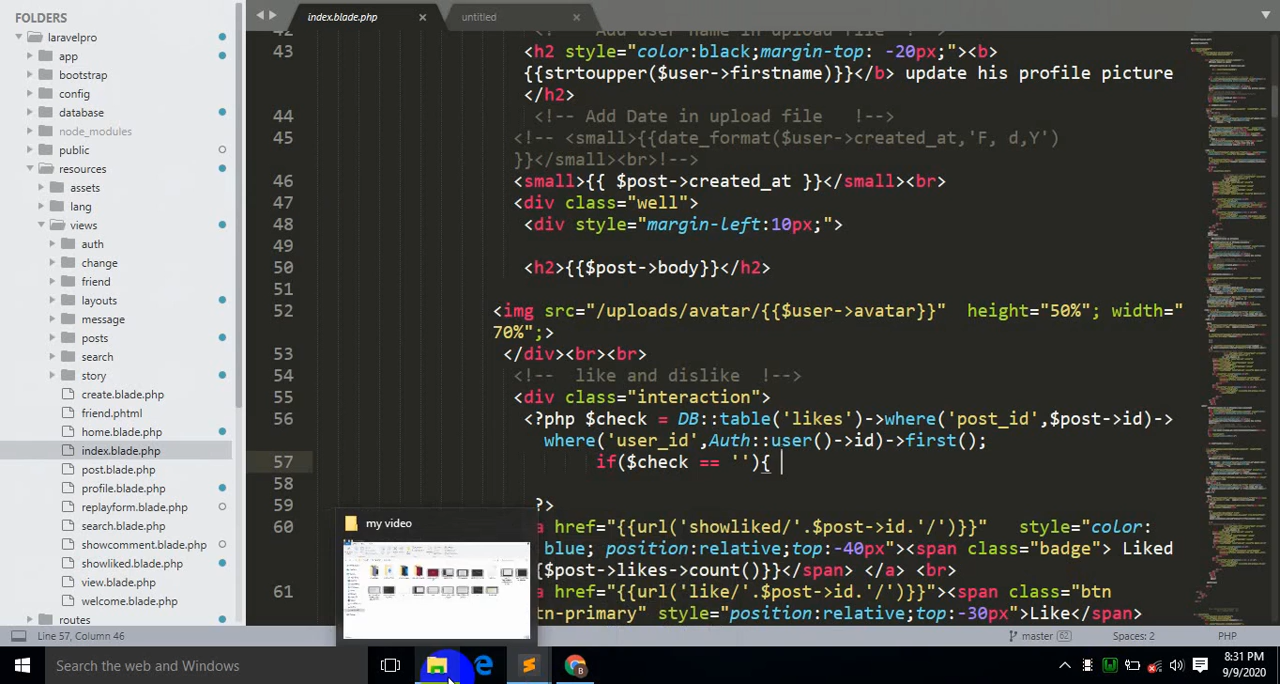 FOLDERS
laravelpro
app
bootstrap
config
database
node_modules
public
resources
assets
lang
views
auth
change
friend
layouts
message
posts
search
story
create.blade.php
friend.phtml
home.blade.php
index.blade.php
post.blade.php
profile.blade.php
replayform.blade.php
search.blade.php
showcomment.blade.php
showliked.blade.php
view.blade.php
welcome.blade.php
routes
index.blade.php
untitled
43 <h2 style="color:black;margin-top: -20px;"><b>
{{strtoupper($user->firstname)}}</b> update his profile picture
</h2>
44 <!-- Add Date in upload file !-->
45 <!-- <small>{{date_format($user->created_at,'F, d,Y')
}}</small><br>!-->
46 <small>{{ $post->created_at }}</small><br>
47 <div class="well">
48 <div style="margin-left:10px;">
49
50 <h2>{{$post->body}}</h2>
51
52 <img src="/uploads/avatar/{{$user->avatar}}" height="50%"; width="
70%";>
53 </div><br><br>
54 <!-- like and dislike !-->
55 <div class="interaction">
56 <?php $check = DB::table('likes')->where('post_id',$post->id)->
where('user_id',Auth::user()->id)->first();
57 if($check == ''){
58
59 ?>
60 a href="{{url('showliked/'.$post->id.'/')}}" style="color:
blue; position:relative;top:-40px"><span class="badge"> Liked
$post->likes->count()}}</span> </a> <br>
61 a href="{{url('like/'.$post->id.'/')}}"><span class="btn
tn-primary" style="position:relative;top:-30px">Like</span>
my video
Line 57, Column 46
master 62
Spaces: 2
PHP
Search the web and Windows
8:31 PM
9/9/2020